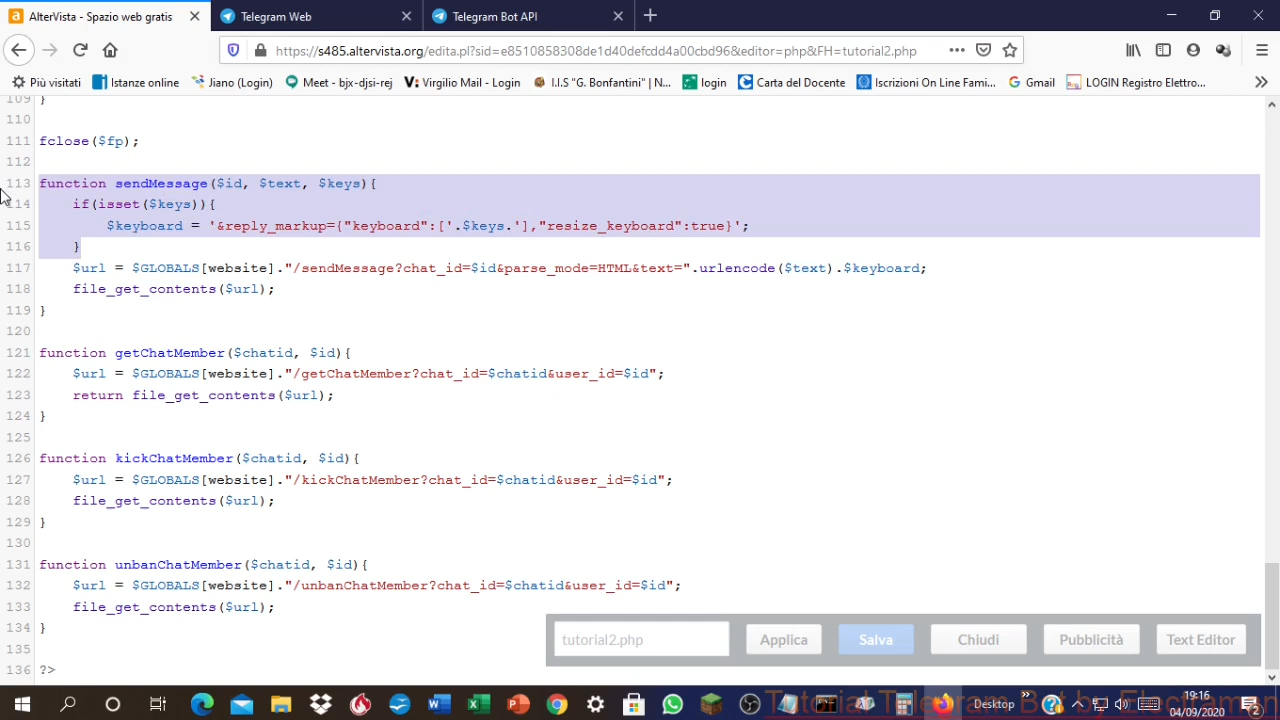 AlterVista - Spazio web gratis
Telegram Web
Telegram Bot API
https://s485.altervista.org/edita.pl?sid=e8510858308de1d40defcdd4a00cbd96&editor=php&FH=tutorial2.php
Più visitati
Istanze online
Jiano (Login)
Meet - bjx-djsi-rej
Virgilio Mail - Login
I.I.S "G. Bonfantini" | N...
login
Carta del Docente
Iscrizioni On Line Fami...
Gmail
LOGIN Registro Elettro...
109 }
110
111 fclose($fp);
112
113 function sendMessage($id, $text, $keys){
114 if(isset($keys)){
115 $keyboard = '&reply_markup={"keyboard":['.$keys.'],"resize_keyboard":true}';
116 }
117 $url = $GLOBALS[website]."/sendMessage?chat_id=$id&parse_mode=HTML&text=".urlencode($text).$keyboard;
118 file_get_contents($url);
119 }
120
121 function getChatMember($chatid, $id){
122 $url = $GLOBALS[website]."/getChatMember?chat_id=$chatid&user_id=$id";
123 return file_get_contents($url);
124 }
125
126 function kickChatMember($chatid, $id){
127 $url = $GLOBALS[website]."/kickChatMember?chat_id=$chatid&user_id=$id";
128 file_get_contents($url);
129 }
130
131 function unbanChatMember($chatid, $id){
132 $url = $GLOBALS[website]."/unbanChatMember?chat_id=$chatid&user_id=$id";
133 file_get_contents($url);
134 }
135
136 ?>
tutorial2.php
Applica
Salva
Chiudi
Pubblicità
Text Editor
Tutorial Telegram Bot by
Desktop
19:16
04/09/2020
2